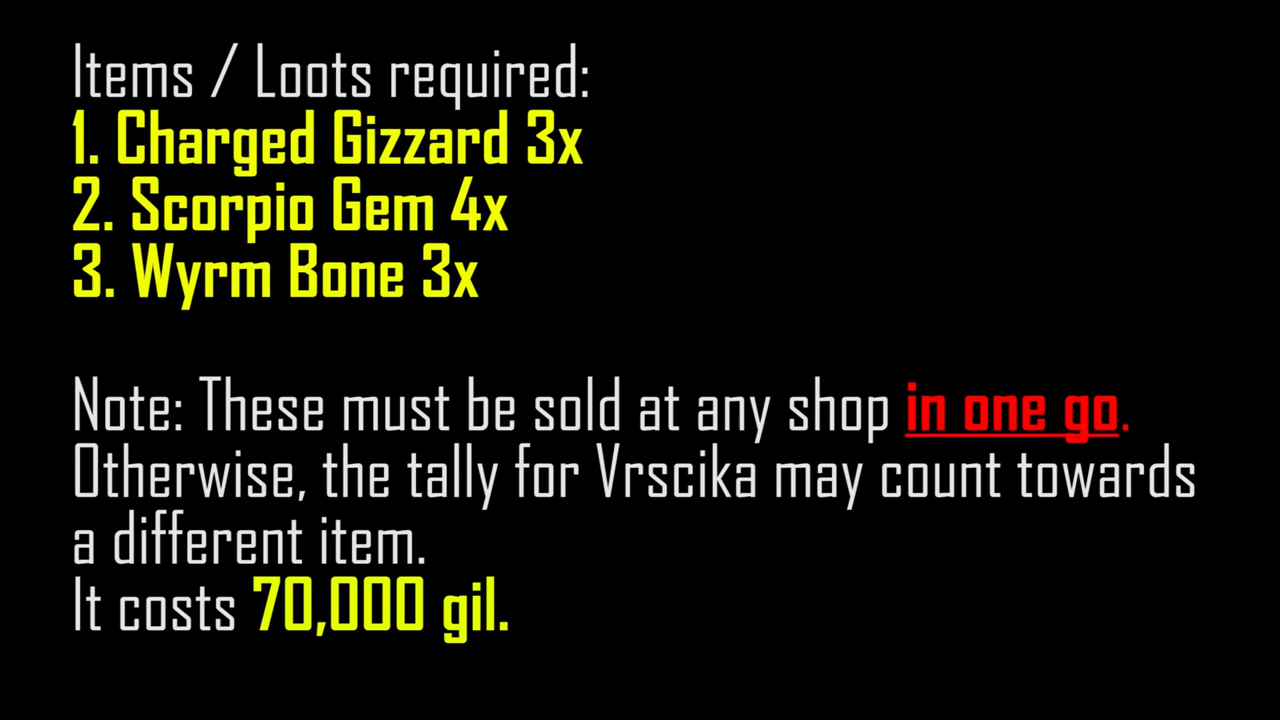 Items / Loots required:
1. Charged Gizzard 3x
2. Scorpio Gem 4x
3. Wyrm Bone 3x
Note: These must be sold at any shop in one go.
Otherwise, the tally for Vrscika may count towards
a different item.
It costs 70,000 gil.